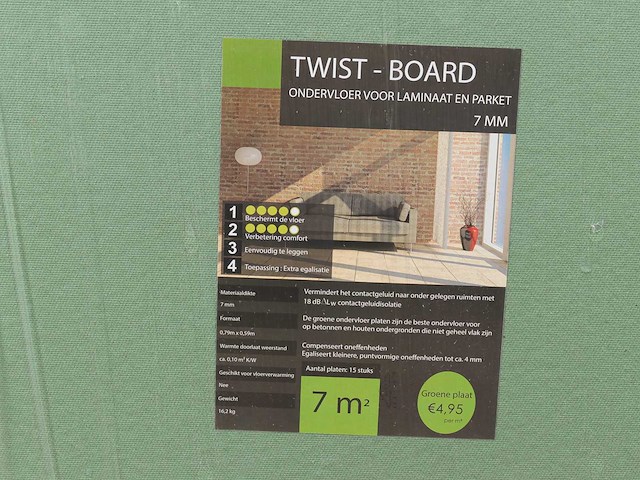 TWIST - BOARD
ONDERVLOER VOOR LAMINAAT EN PARKET
7 MM
1 Beschermt de vloer
2 Verbetering comfort
3 Eenvoudig te leggen
4 Toepassing : Extra egalisatie
Materiaaldikte
7 mm
Formaat
0,79m x 0,59m
Warmte doorlaat weerstand
ca. 0,10 m² K/W
Geschikt voor vloerverwarming
Nee
Gewicht
16,2 kg
Vermindert het contactgeluid naar onder gelegen ruimten met
18 dB ΔLw contactgeluidisolatie
De groene ondervloer platen zijn de beste ondervloer voor
op betonnen en houten ondergronden die niet geheel vlak zijn
Compenseert oneffenheden
Egaliseert kleinere, puntvormige oneffenheden tot ca. 4 mm
Aantal platen: 15 stuks
7 m²
Groene plaat
€4,95
per m²